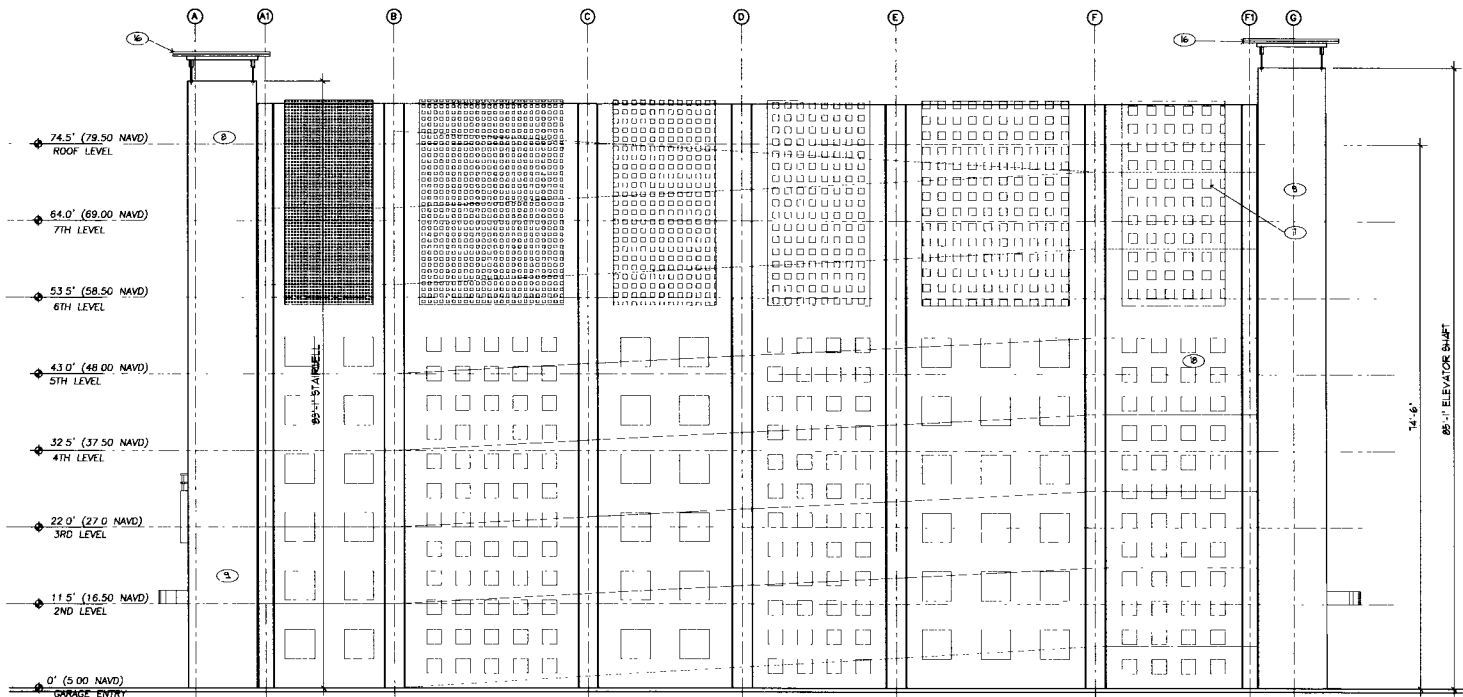 A A1 B C D E F F1 G
16 16
8
74.5' (79.50 NAVD)
ROOF LEVEL
9
64.0' (69.00 NAVD)
7TH LEVEL
53.5' (58.50 NAVD)
6TH LEVEL
43.0' (48.00 NAVD)
5TH LEVEL
18
83'-1" STAIRWELL
74'-6"
85'-1" ELEVATOR SHAFT
32.5' (37.50 NAVD)
4TH LEVEL
22.0' (27.0 NAVD)
3RD LEVEL
9
11.5' (16.50 NAVD)
2ND LEVEL
0' (5.00 NAVD)
GARAGE ENTRY